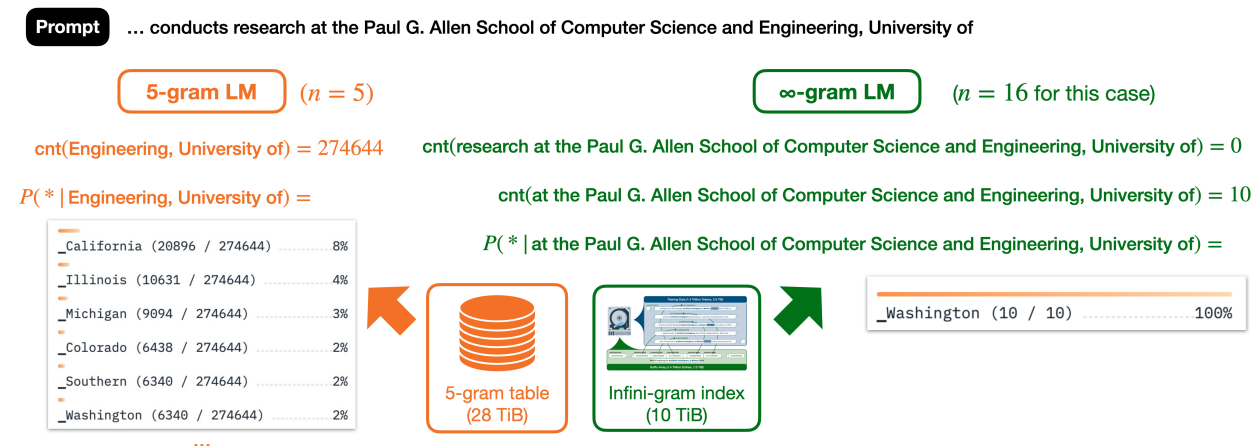 Prompt ... conducts research at the Paul G. Allen School of Computer Science and Engineering, University of
5-gram LM (n = 5)
cnt(Engineering, University of) = 274644
P( * | Engineering, University of) =
_California (20896 / 274644) ........ 8%
_Illinois (10631 / 274644) ........ 4%
_Michigan (9094 / 274644) ........ 3%
_Colorado (6438 / 274644) ........ 2%
_Southern (6340 / 274644) ........ 2%
_Washington (6340 / 274644) ........ 2%
...
5-gram table
(28 TiB)
∞-gram LM (n = 16 for this case)
cnt(research at the Paul G. Allen School of Computer Science and Engineering, University of) = 0
cnt(at the Paul G. Allen School of Computer Science and Engineering, University of) = 10
P( * | at the Paul G. Allen School of Computer Science and Engineering, University of) =
Infini-gram index
(10 TiB)
_Washington (10 / 10) ........ 100%